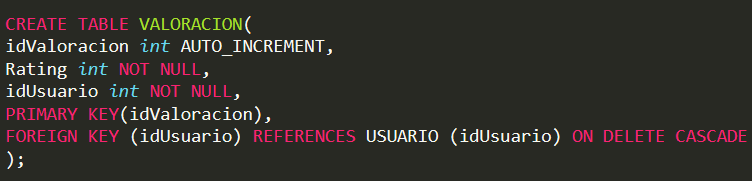 CREATE TABLE VALORACION(
idValoracion int AUTO_INCREMENT,
Rating int NOT NULL,
idUsuario int NOT NULL,
PRIMARY KEY(idValoracion),
FOREIGN KEY (idUsuario) REFERENCES USUARIO (idUsuario) ON DELETE CASCADE
);